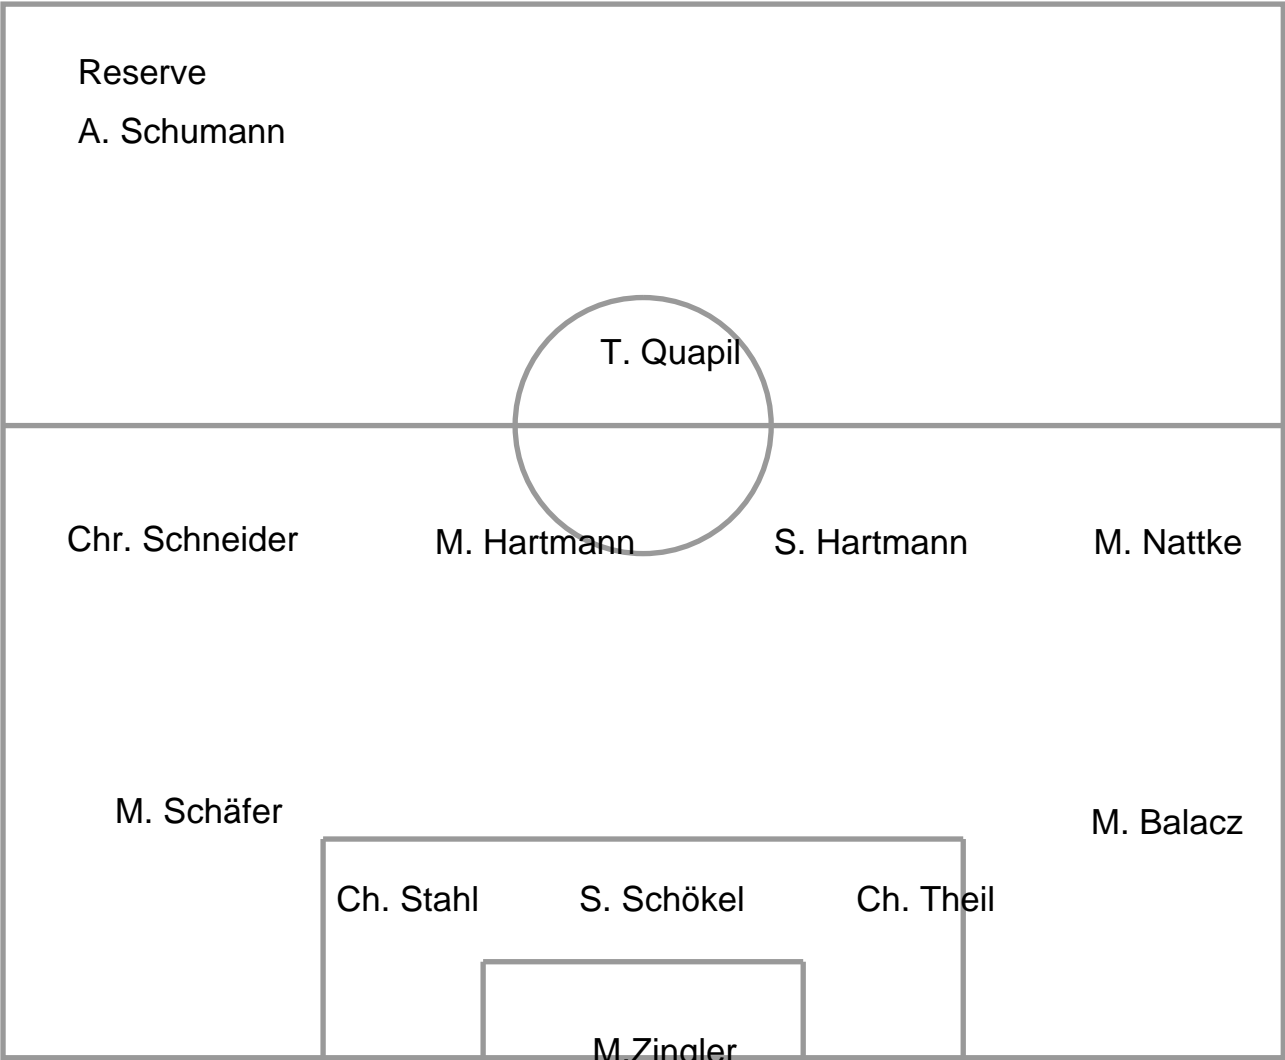 Reserve
A. Schumann
T. Quapil
Chr. Schneider
M. Hartmann
S. Hartmann
M. Nattke
M. Schäfer
M. Balacz
Ch. Stahl
S. Schökel
Ch. Theil
M.Zingler